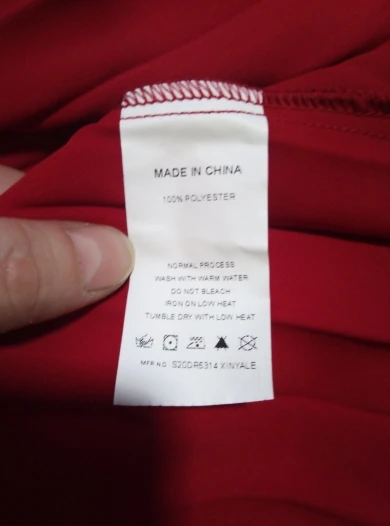 MADE IN CHINA
100% POLYESTER
NORMAL PROCESS
WASH WITH WARM WATER
DO NOT BLEACH
IRON ON LOW HEAT
TUMBLE DRY WITH LOW HEAT
MFR NO. S20DR5314 XINYALE